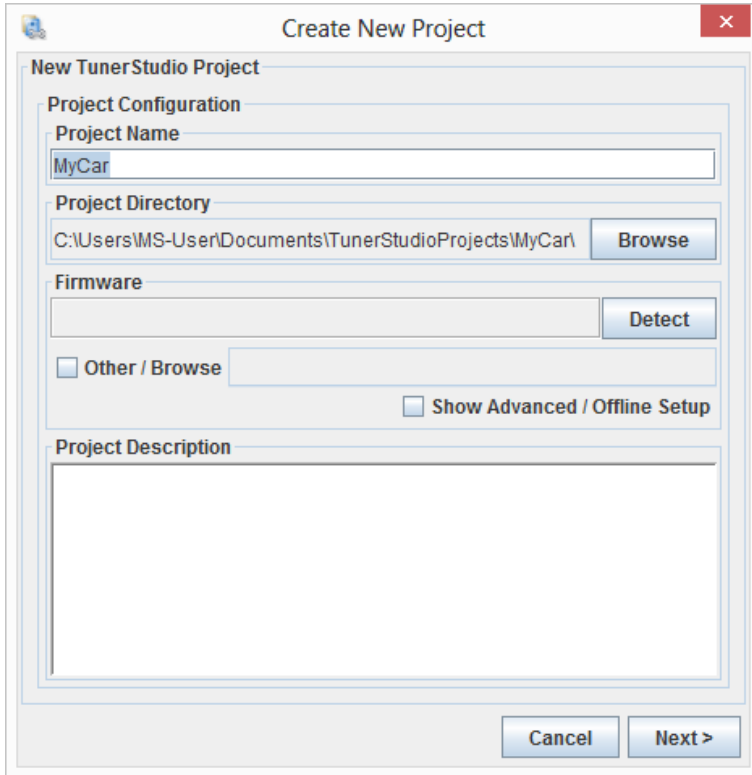 Create New Project
New TunerStudio Project
Project Configuration
Project Name
MyCar
Project Directory
C:\Users\MS-User\Documents\TunerStudioProjects\MyCar\ Browse
Firmware
Detect
Other / Browse
Show Advanced / Offline Setup
Project Description
Cancel Next >